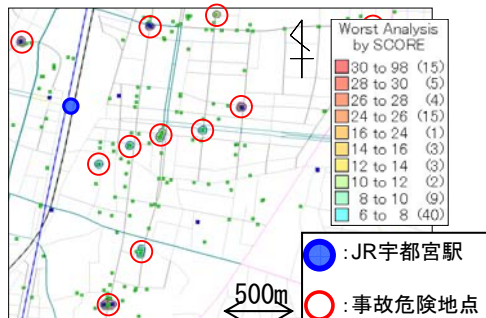 Worst Analysis
by SCORE
30 to 98 (15)
28 to 30 (5)
26 to 28 (4)
24 to 26 (15)
16 to 24 (1)
14 to 16 (3)
12 to 14 (3)
10 to 12 (2)
8 to 10 (9)
6 to 8 (40)
:JR宇都宮駅
500m
:事故危険地点